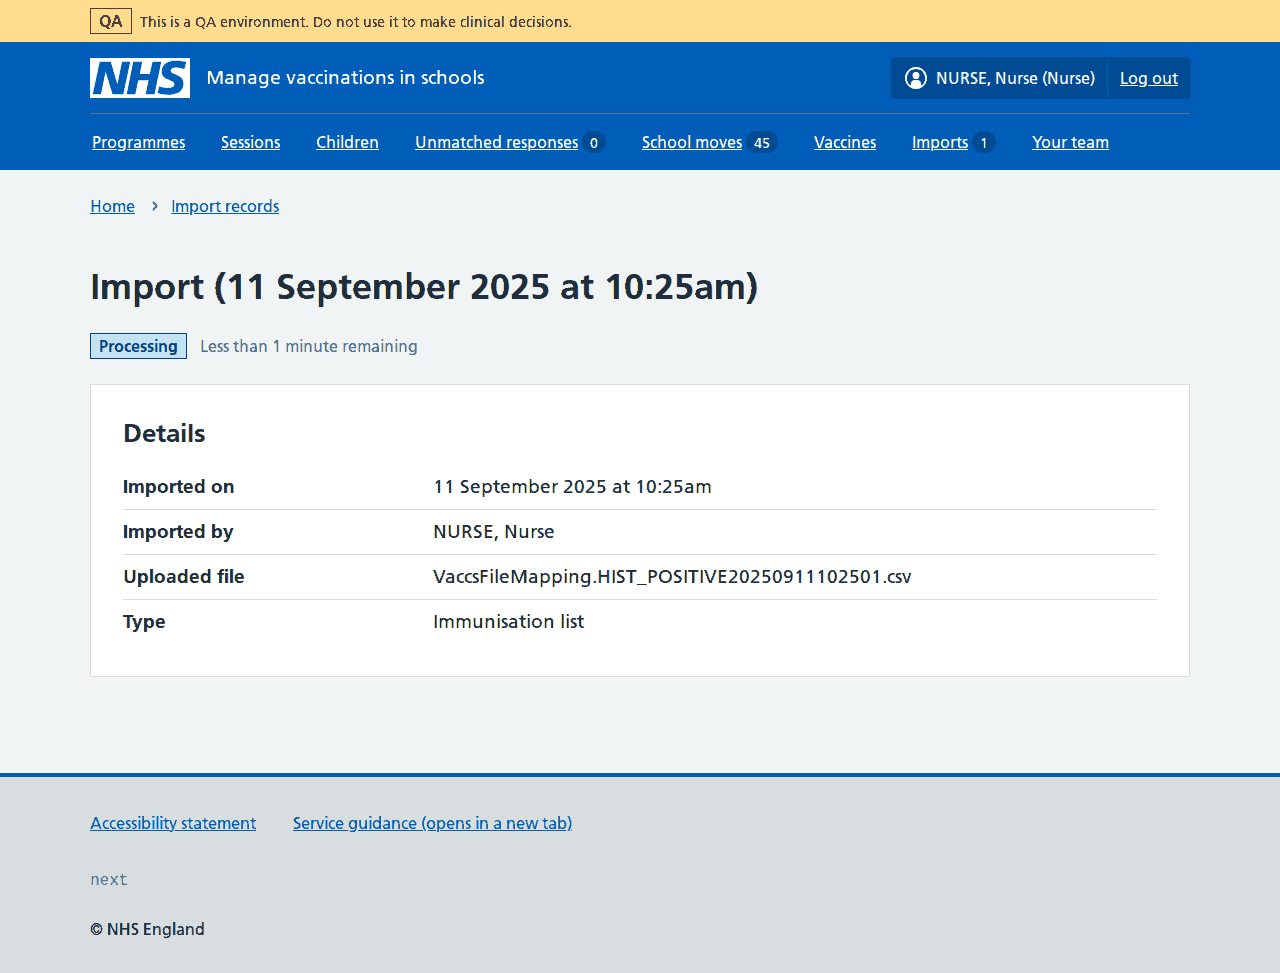 QA This is a QA environment. Do not use it to make clinical decisions.
NHS Manage vaccinations in schools NURSE, Nurse (Nurse) Log out
Programmes Sessions Children Unmatched responses 0 School moves 45 Vaccines Imports 1 Your team
Home Import records
Import (11 September 2025 at 10:25am)
Processing Less than 1 minute remaining
Details
Imported on 11 September 2025 at 10:25am
Imported by NURSE, Nurse
Uploaded file VaccsFileMapping.HIST_POSITIVE20250911102501.csv
Type Immunisation list
Accessibility statement Service guidance (opens in a new tab)
next
© NHS England